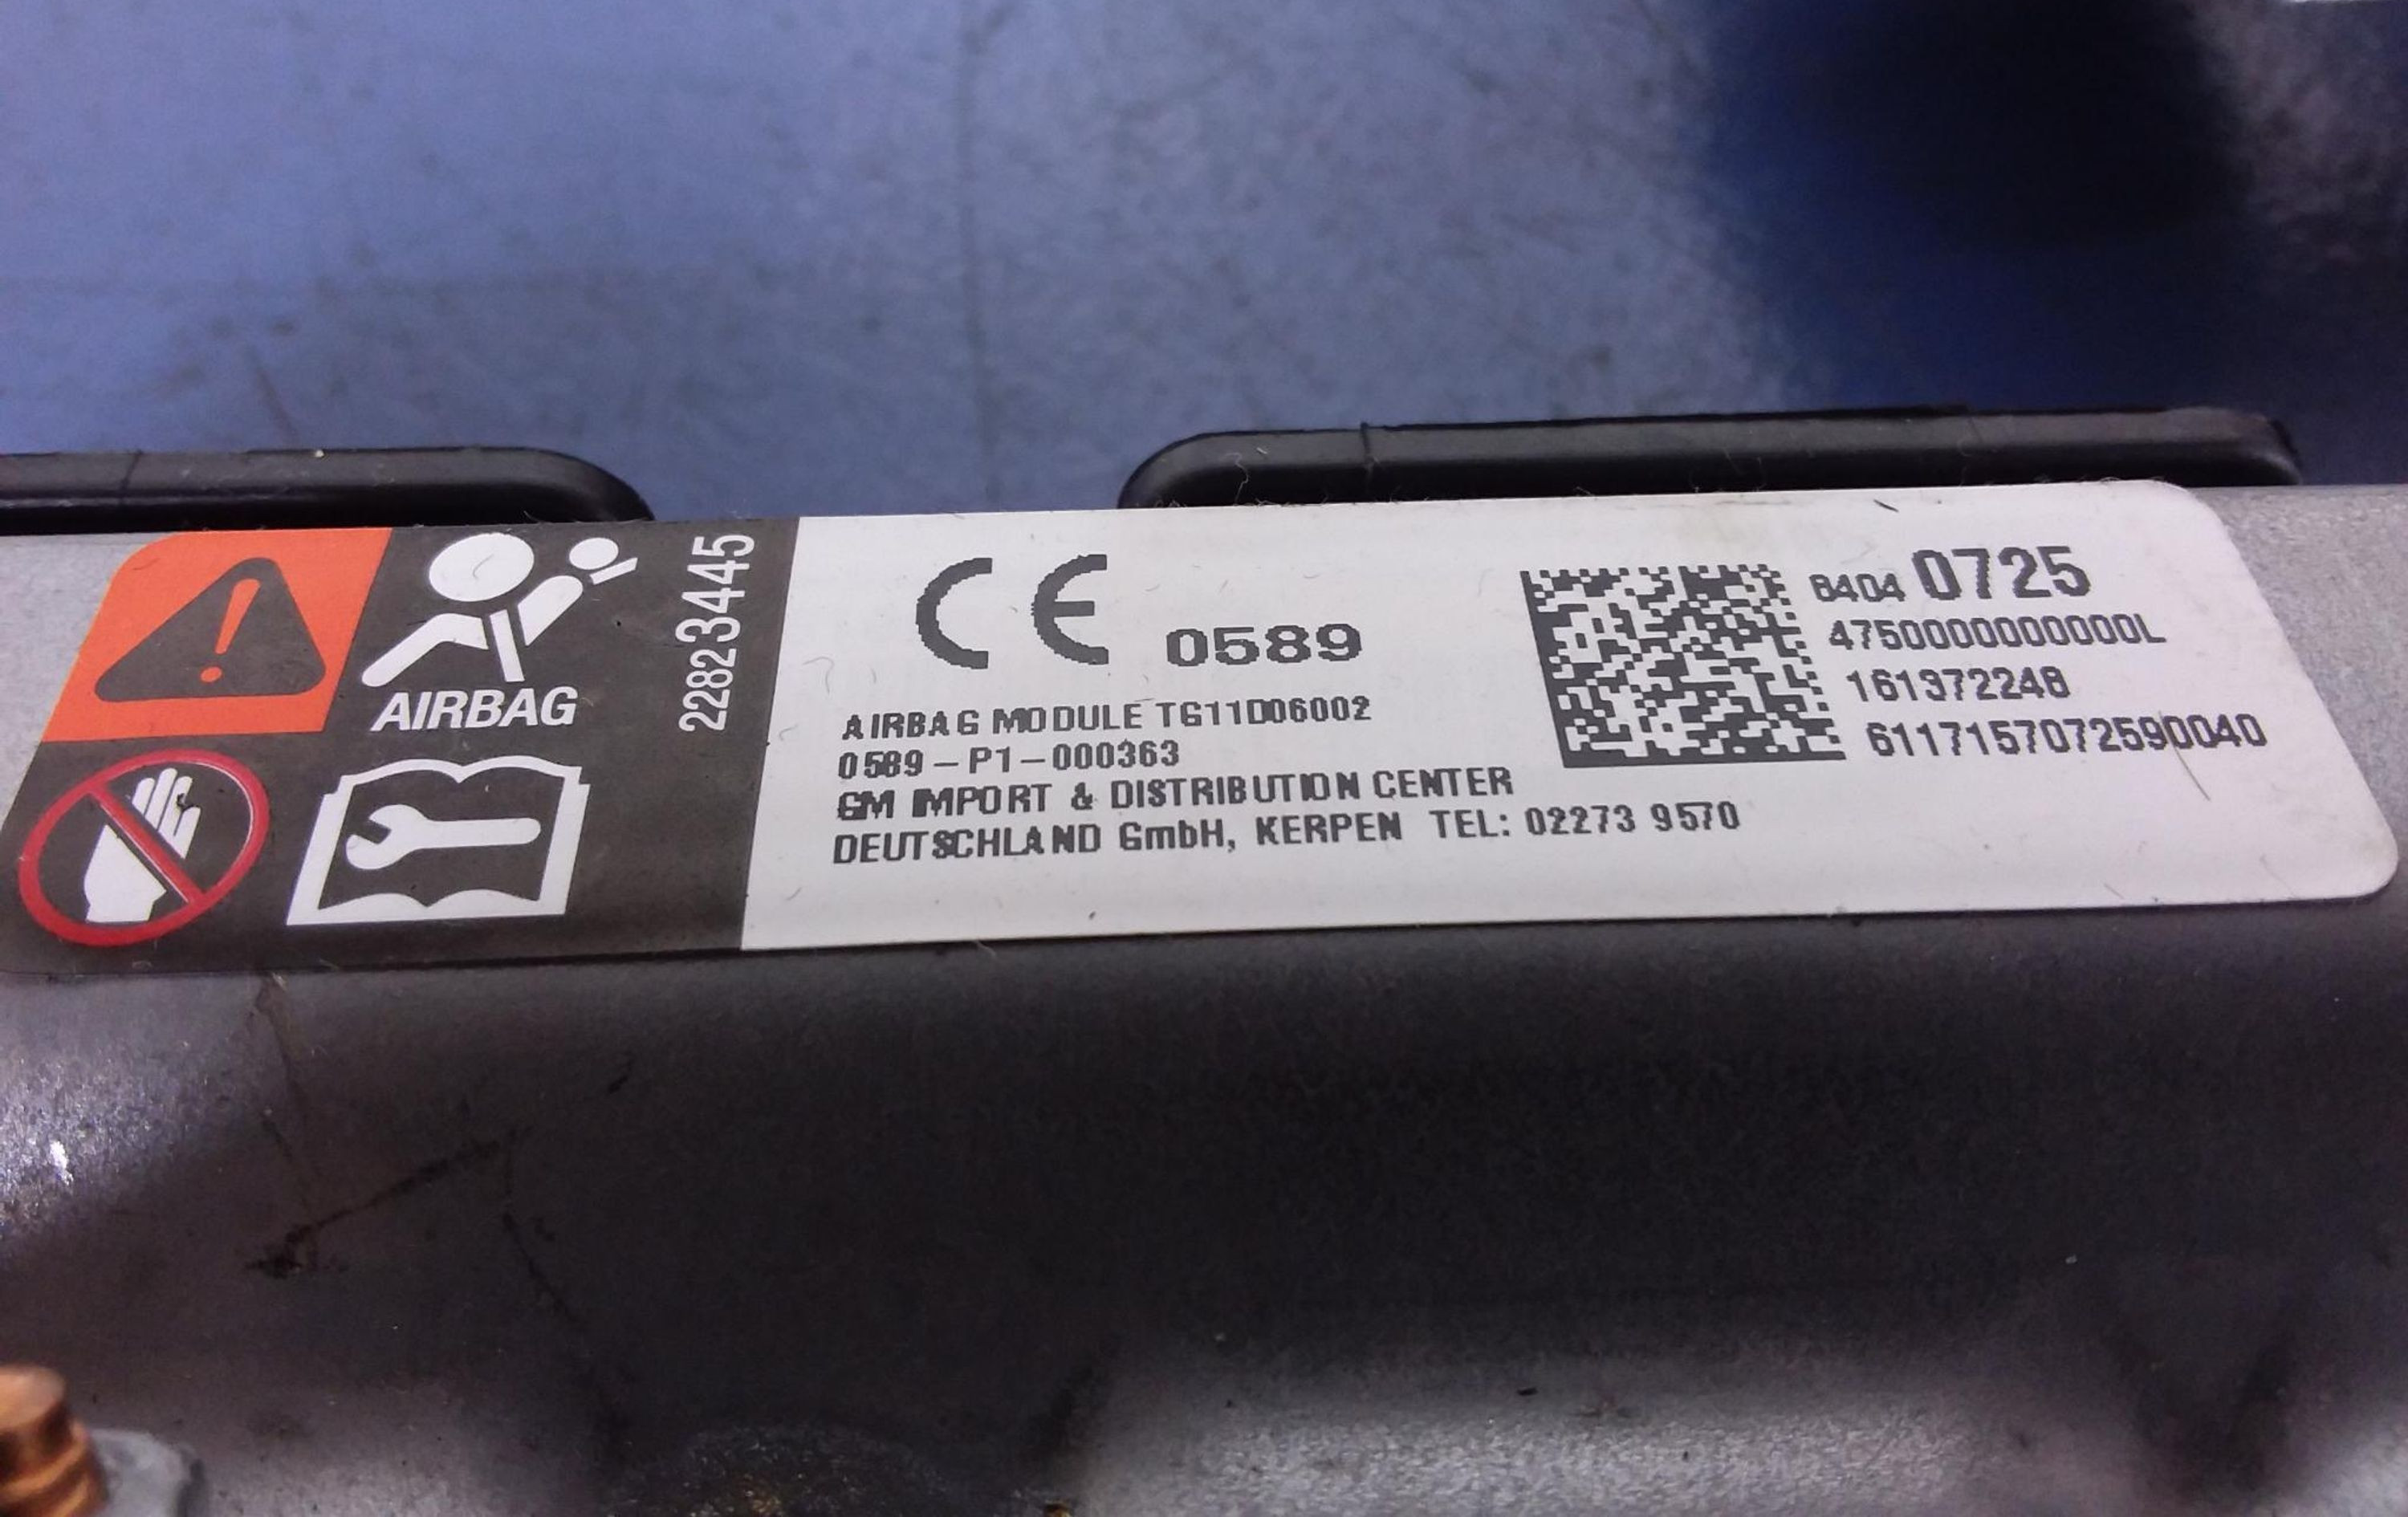 AIRBAG
22823445
CE 0589
AIRBAG MODULE TG11D06002
0589-P1-000363
GM IMPORT & DISTRIBUTION CENTER
DEUTSCHLAND GmbH, KERPEN TEL: 02273 9570
8404 0725
4750000000000L
161372248
6117157072590040